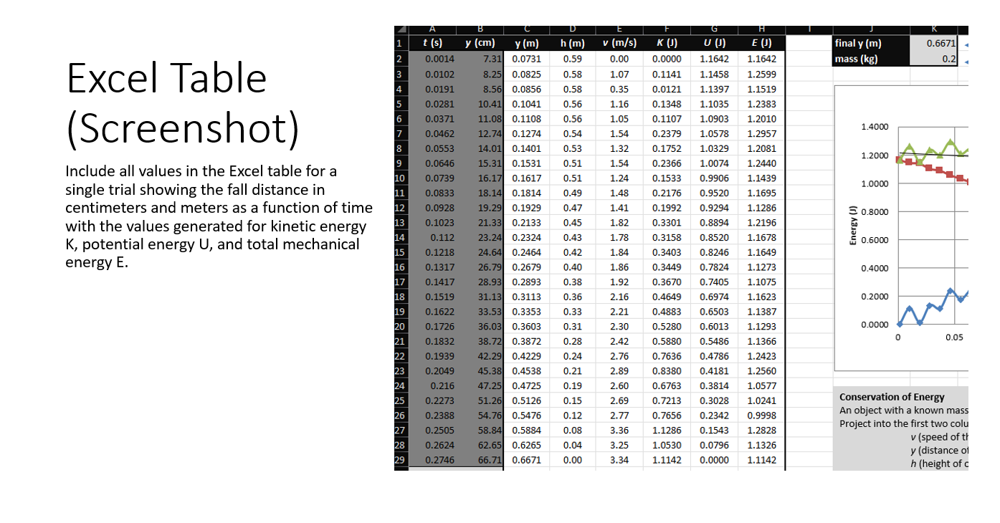 Excel Table
(Screenshot)
Include all values in the Excel table for a
single trial showing the fall distance in
centimeters and meters as a function of time
with the values generated for kinetic energy
K, potential energy U, and total mechanical
energy E.
A B C D E F G H I J K
1 t (s) y (cm) y (m) h (m) v (m/s) K (J) U (J) E (J) final y (m) 0.6671
2 0.0014 7.31 0.0731 0.59 0.00 0.0000 1.1642 1.1642 mass (kg) 0.2
3 0.0102 8.25 0.0825 0.58 1.07 0.1141 1.1458 1.2599
4 0.0191 8.56 0.0856 0.58 0.35 0.0121 1.1397 1.1519
5 0.0281 10.41 0.1041 0.56 1.16 0.1348 1.1035 1.2383
6 0.0371 11.08 0.1108 0.56 1.05 0.1107 1.0903 1.2010
7 0.0462 12.74 0.1274 0.54 1.54 0.2379 1.0578 1.2957
8 0.0553 14.01 0.1401 0.53 1.32 0.1752 1.0329 1.2081
9 0.0646 15.31 0.1531 0.51 1.54 0.2366 1.0074 1.2440
10 0.0739 16.17 0.1617 0.51 1.24 0.1533 0.9906 1.1439
11 0.0833 18.14 0.1814 0.49 1.48 0.2176 0.9520 1.1695
12 0.0928 19.29 0.1929 0.47 1.41 0.1992 0.9294 1.1286
13 0.1023 21.33 0.2133 0.45 1.82 0.3301 0.8894 1.2196
14 0.112 23.24 0.2324 0.43 1.78 0.3158 0.8520 1.1678
15 0.1218 24.64 0.2464 0.42 1.84 0.3403 0.8246 1.1649
16 0.1317 26.79 0.2679 0.40 1.86 0.3449 0.7824 1.1273
17 0.1417 28.93 0.2893 0.38 1.92 0.3670 0.7405 1.1075
18 0.1519 31.13 0.3113 0.36 2.16 0.4649 0.6974 1.1623
19 0.1622 33.53 0.3353 0.33 2.21 0.4883 0.6503 1.1387
20 0.1726 36.03 0.3603 0.31 2.30 0.5280 0.6013 1.1293
21 0.1832 38.72 0.3872 0.28 2.42 0.5880 0.5486 1.1366
22 0.1939 42.29 0.4229 0.24 2.76 0.7636 0.4786 1.2423
23 0.2049 45.38 0.4538 0.21 2.89 0.8380 0.4181 1.2560
24 0.216 47.25 0.4725 0.19 2.60 0.6763 0.3814 1.0577
25 0.2273 51.26 0.5126 0.15 2.69 0.7213 0.3028 1.0241
26 0.2388 54.76 0.5476 0.12 2.77 0.7656 0.2342 0.9998
27 0.2505 58.84 0.5884 0.08 3.36 1.1286 0.1543 1.2828
28 0.2624 62.65 0.6265 0.04 3.25 1.0530 0.0796 1.1326
29 0.2746 66.71 0.6671 0.00 3.34 1.1142 0.0000 1.1142
1.4000
1.2000
1.0000
0.8000
0.6000
0.4000
0.2000
0.0000
Energy (J)
0 0.05
Conservation of Energy
An object with a known mass
Project into the first two colu
v (speed of th
y (distance of
h (height of o